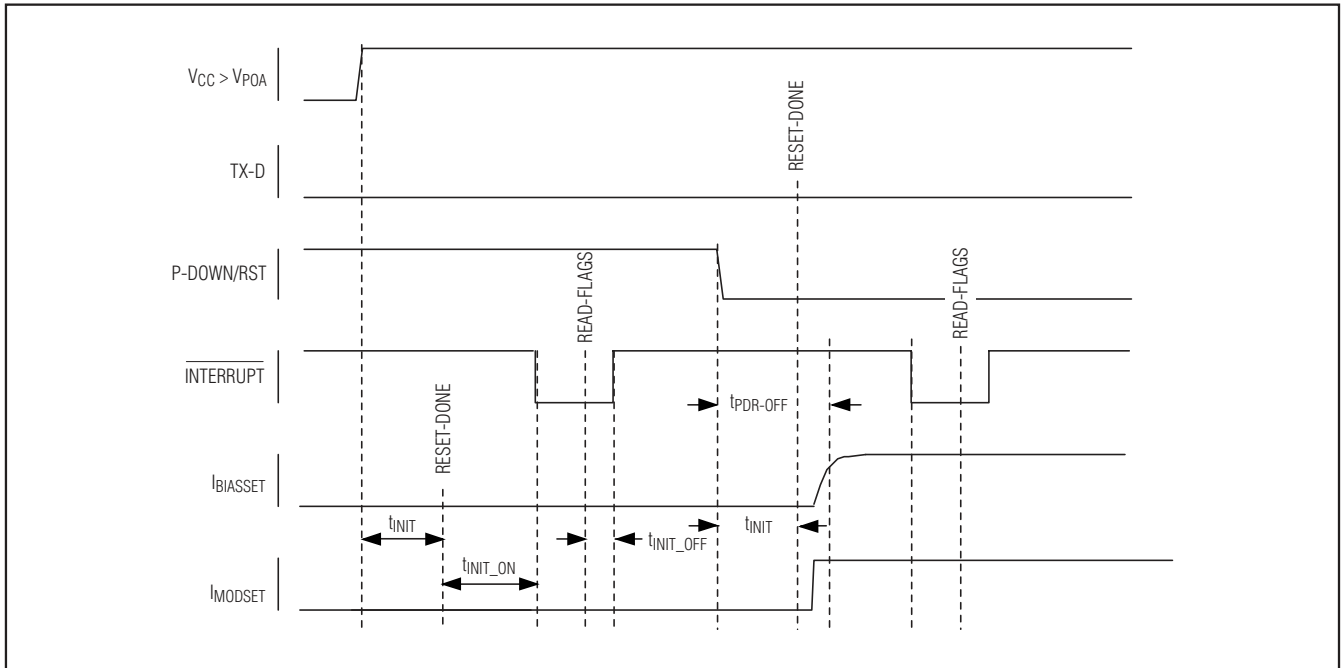 VCC > VPOA
RESET-DONE
TX-D
P-DOWN/RST
READ-FLAGS
READ-FLAGS
INTERRUPT
tPDR-OFF
RESET-DONE
IBIASSET
tINIT
tINIT_OFF
tINIT
tINIT_ON
IMODSET